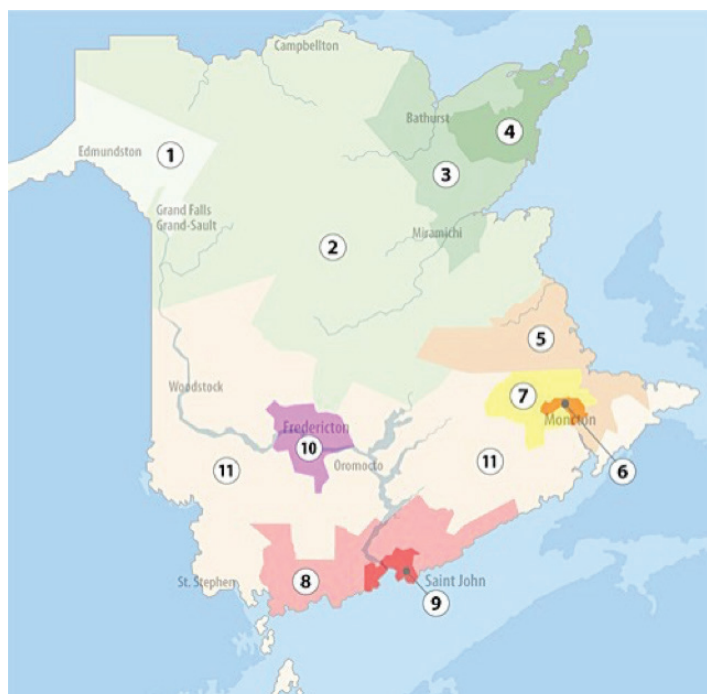 Campbellton
Bathurst
4
Edmundston
1
3
Grand Falls
Grand-Sault
Miramichi
2
5
Woodstock
7
Fredericton
Moncton
10
Oromocto
11
11
6
St. Stephen
8
Saint John
9